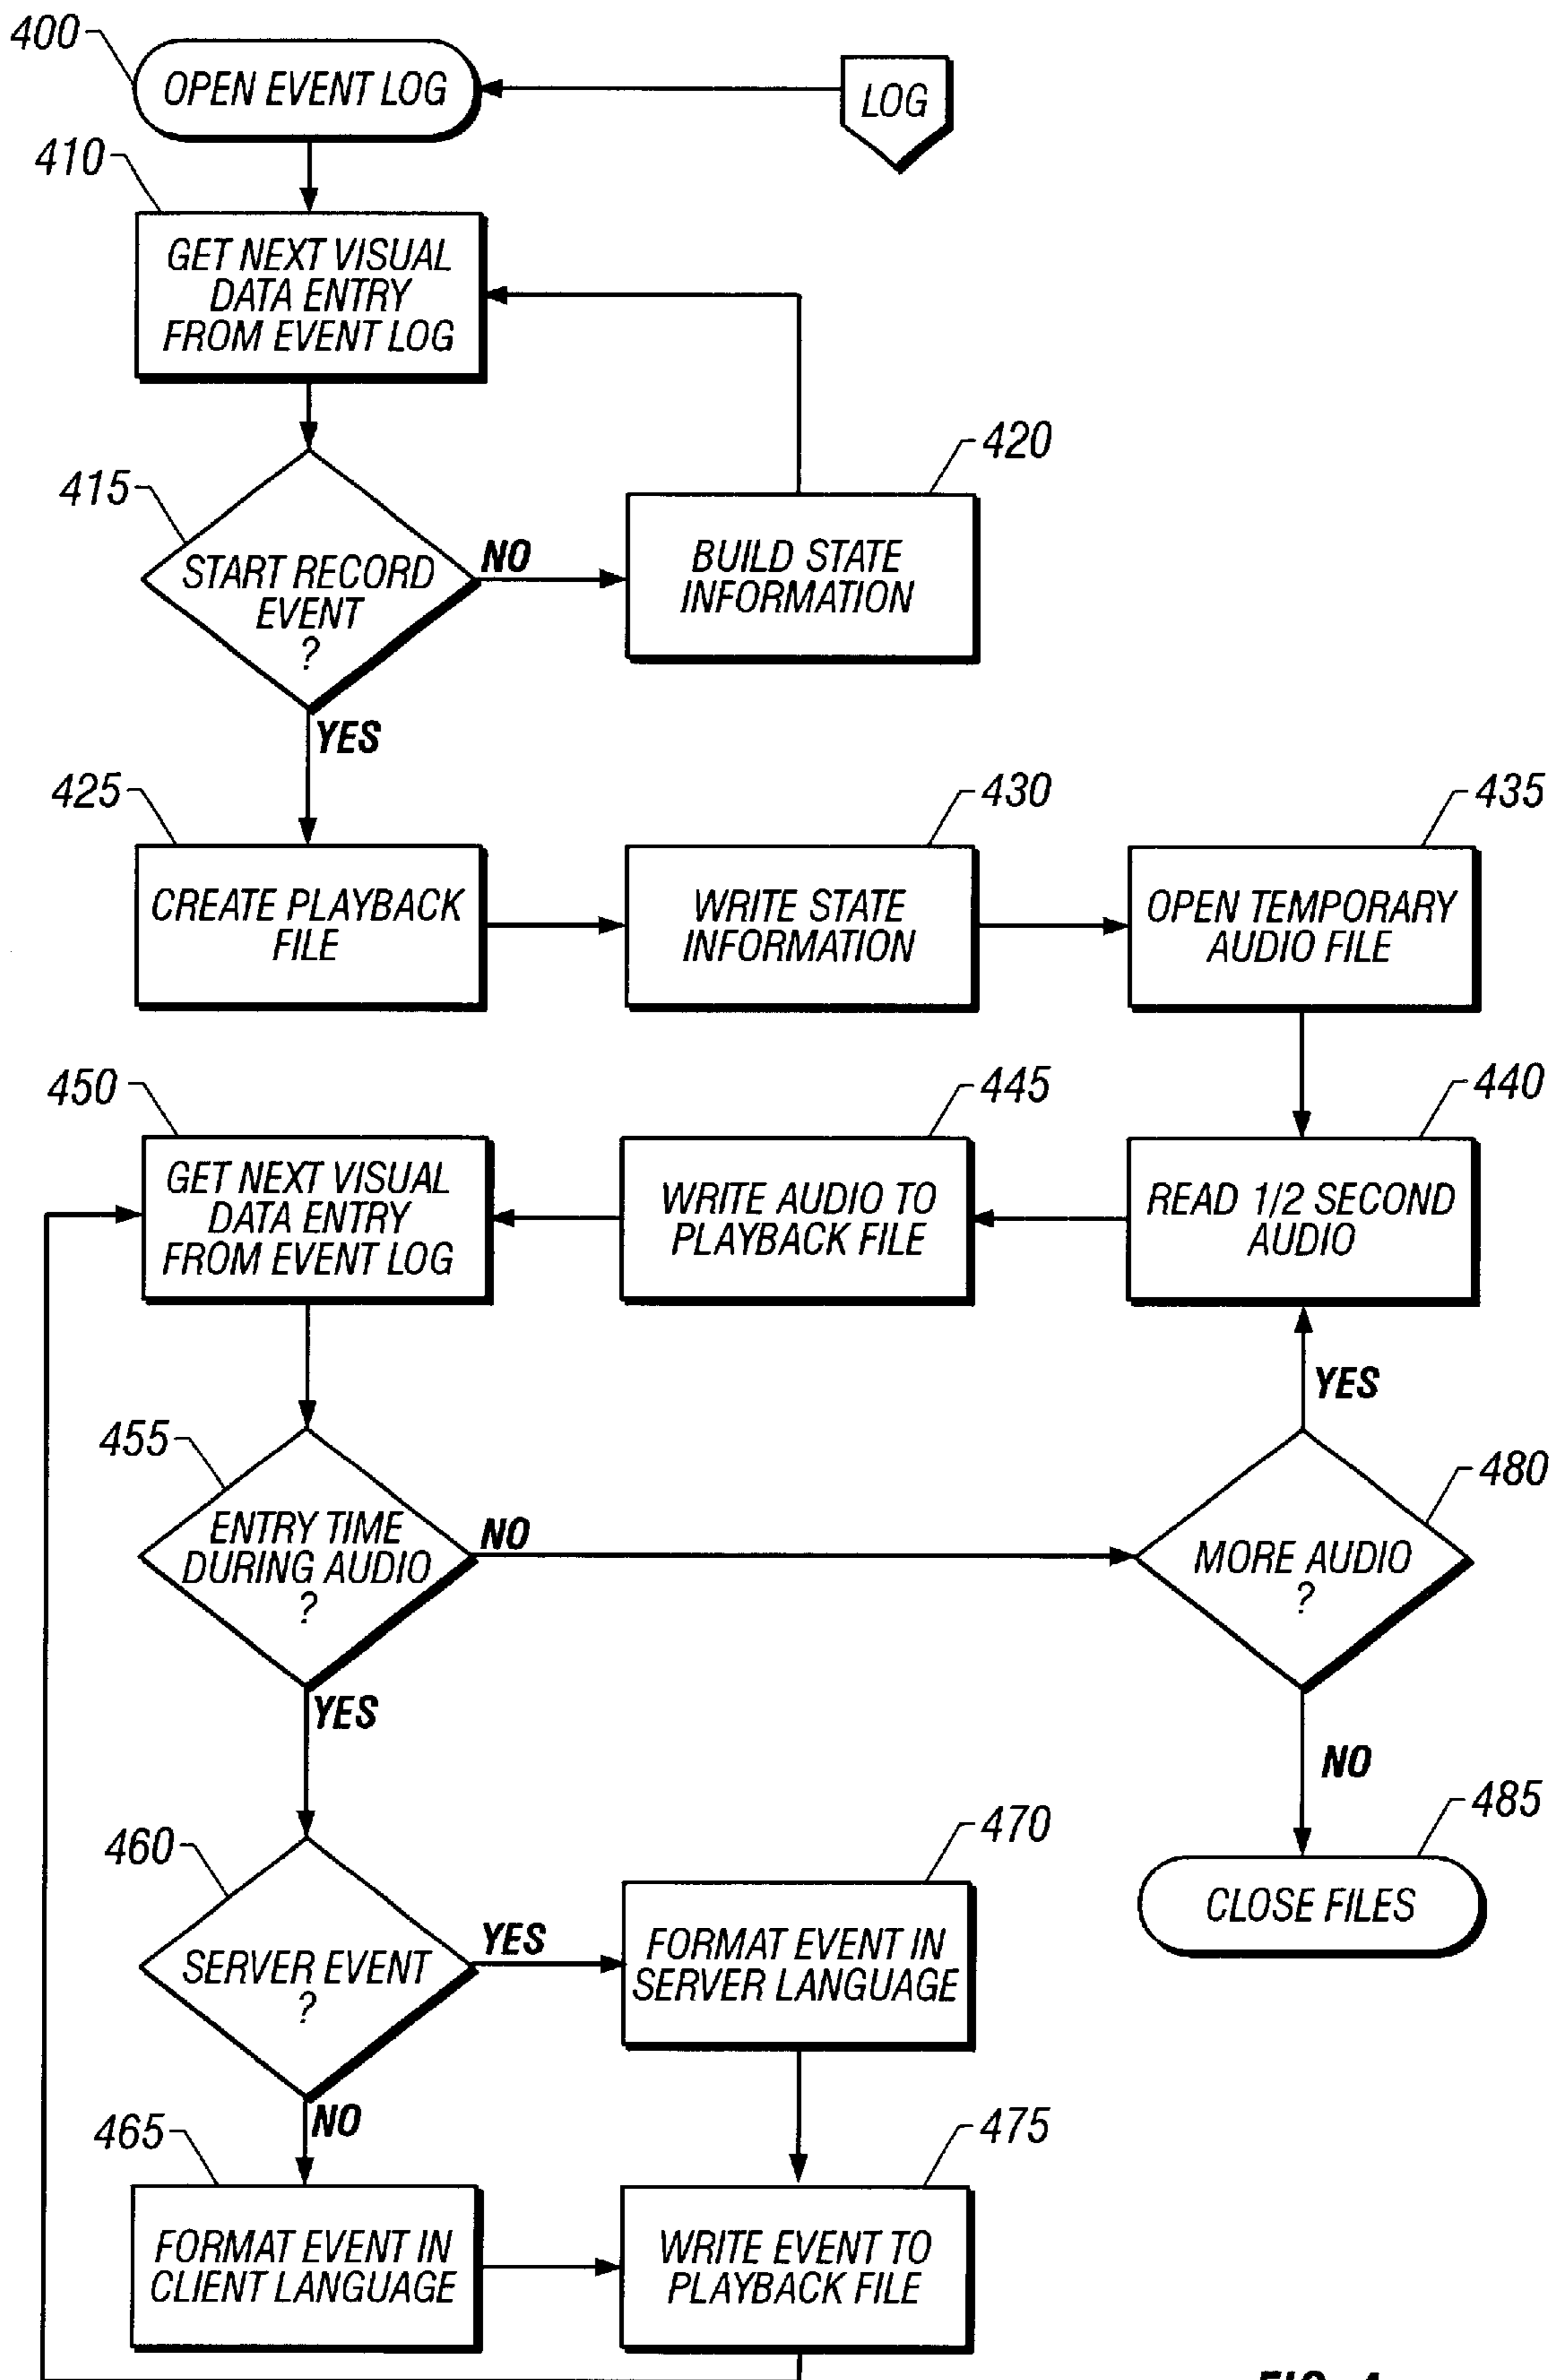 400
OPEN EVENT LOG
LOG
410
GET NEXT VISUAL
DATA ENTRY
FROM EVENT LOG
420
415
START RECORD
EVENT
?
NO
BUILD STATE
INFORMATION
YES
425
430
435
CREATE PLAYBACK
FILE
WRITE STATE
INFORMATION
OPEN TEMPORARY
AUDIO FILE
450
445
440
GET NEXT VISUAL
DATA ENTRY
FROM EVENT LOG
WRITE AUDIO TO
PLAYBACK FILE
READ 1/2 SECOND
AUDIO
YES
455
480
ENTRY TIME
DURING AUDIO
?
NO
MORE AUDIO
?
YES
NO
460
470
485
SERVER EVENT
?
YES
FORMAT EVENT IN
SERVER LANGUAGE
CLOSE FILES
NO
465
475
FORMAT EVENT IN
CLIENT LANGUAGE
WRITE EVENT TO
PLAYBACK FILE